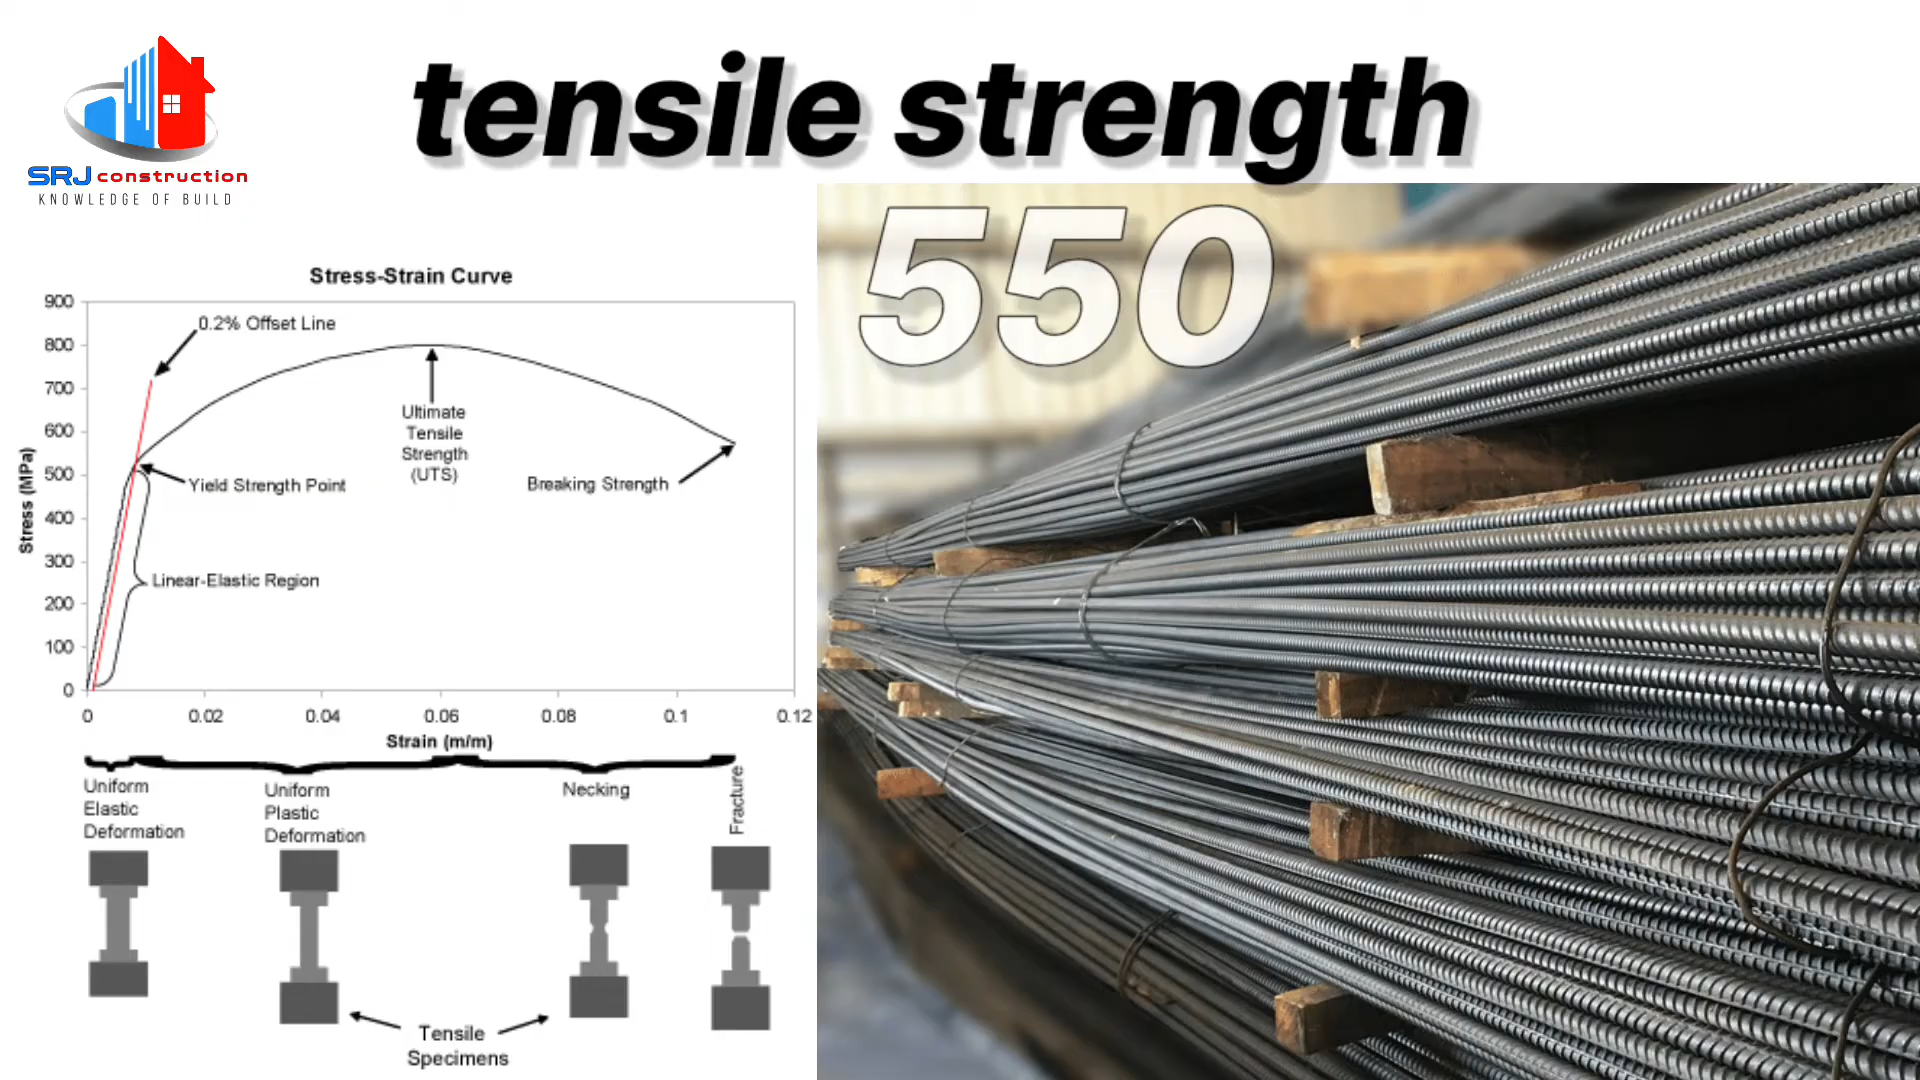 tensile strength
SRJ construction
KNOWLEDGE OF BUILD
550
Stress-Strain Curve
900
800
700
600
500
400
300
200
100
0
Stress (MPa)
0.2% Offset Line
Ultimate
Tensile
Strength
(UTS)
Yield Strength Point
Breaking Strength
Linear-Elastic Region
0 0.02 0.04 0.06 0.08 0.1 0.12
Strain (m/m)
Uniform
Elastic
Deformation
Uniform
Plastic
Deformation
Necking
Fracture
Tensile
Specimens